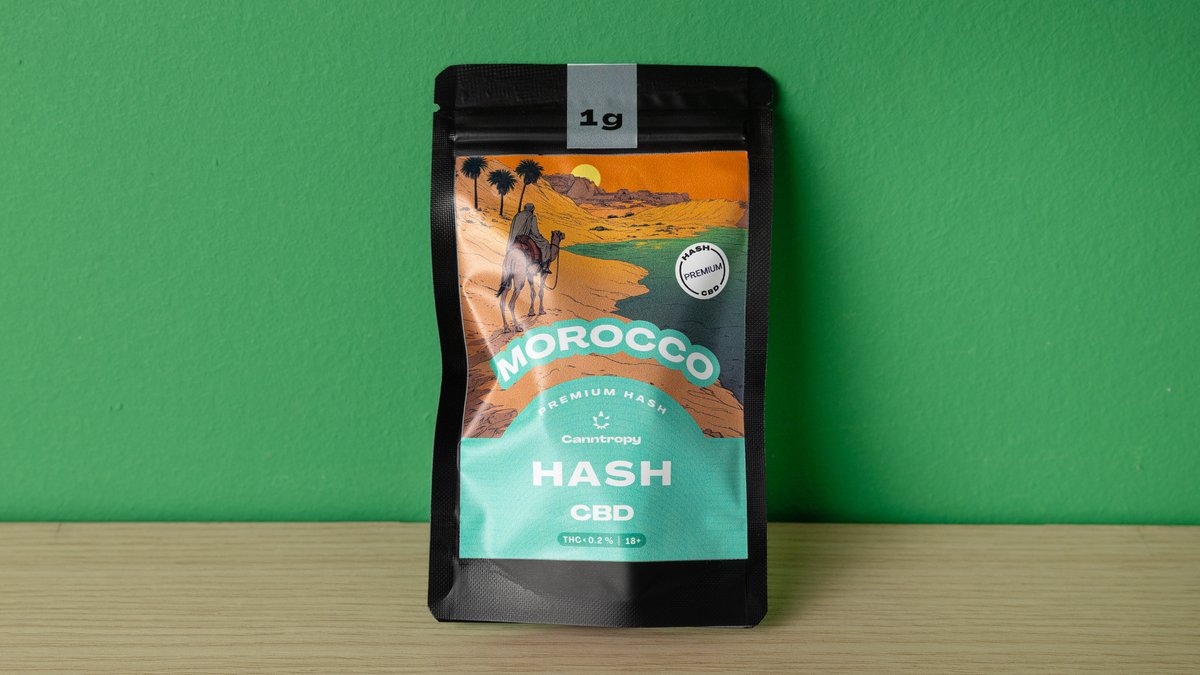 1g
HASH
PREMIUM
CBD
MOROCCO
PREMIUM HASH
Canntropy
HASH
CBD
THC<0.2% | 18+